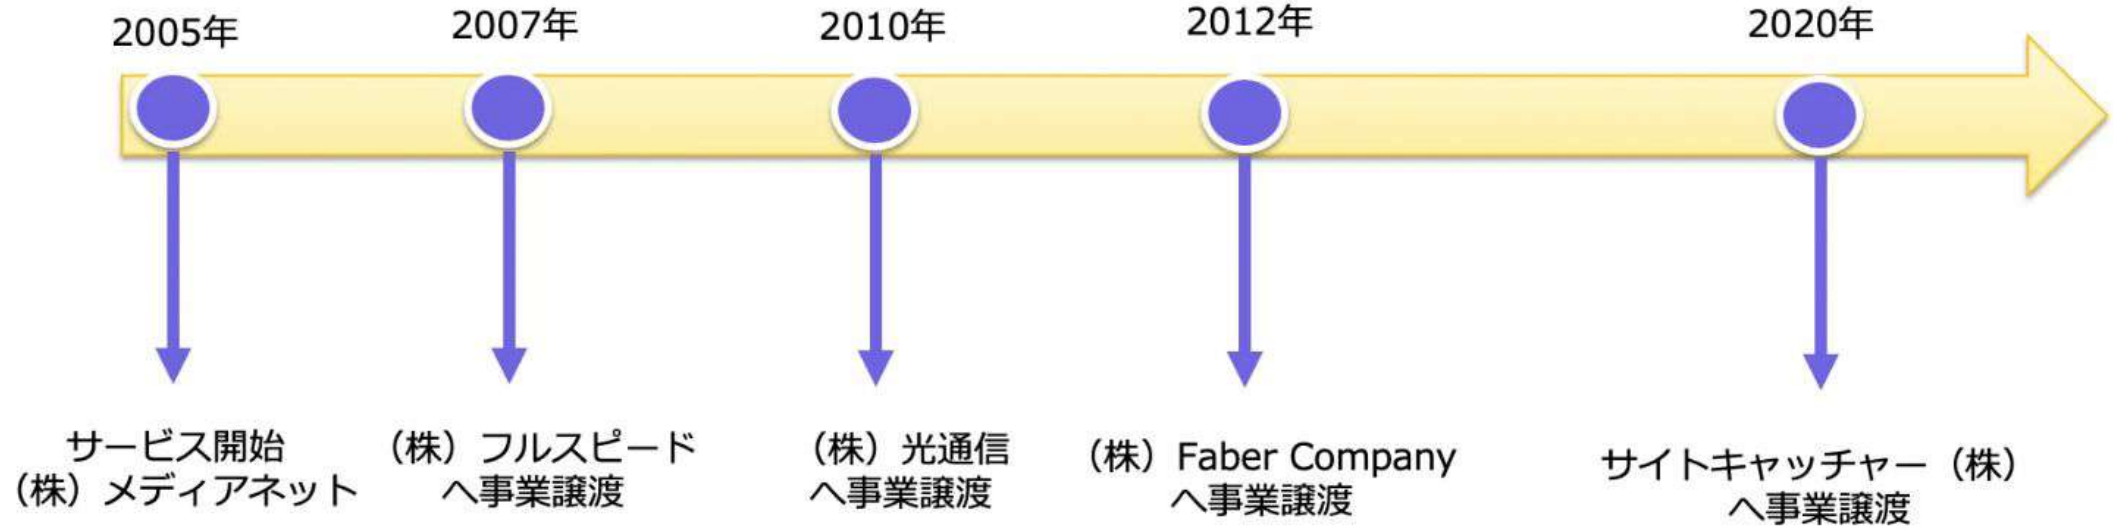 2005年
2007年
2010年
2012年
2020年
サービス開始
（株）メディアネット
（株）フルスピード
へ事業譲渡
（株）光通信
へ事業譲渡
（株）Faber Company
へ事業譲渡
サイトキャッチャー（株）
へ事業譲渡